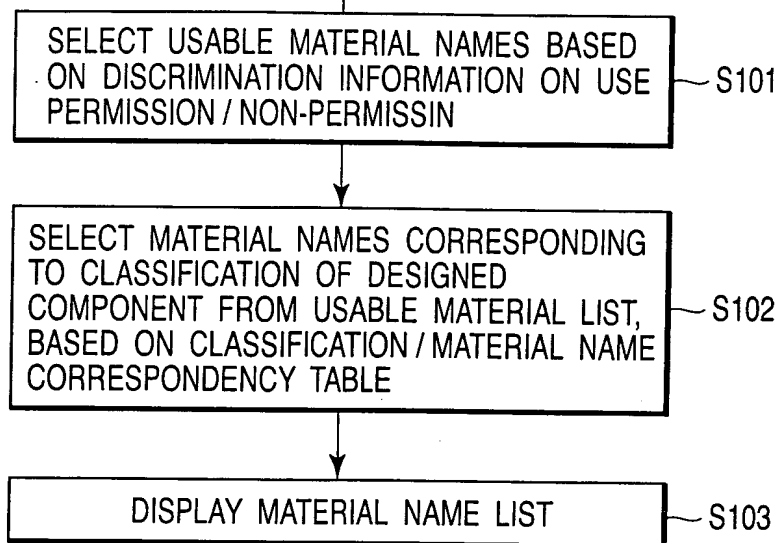 SELECT USABLE MATERIAL NAMES BASED
ON DISCRIMINATION INFORMATION ON USE
PERMISSION / NON-PERMISSIN
S101
SELECT MATERIAL NAMES CORRESPONDING
TO CLASSIFICATION OF DESIGNED
COMPONENT FROM USABLE MATERIAL LIST,
BASED ON CLASSIFICATION / MATERIAL NAME
CORRESPONDENCY TABLE
S102
DISPLAY MATERIAL NAME LIST
S103